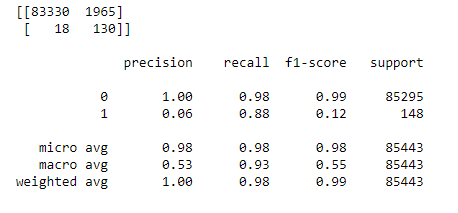 [[83330 1965]
[ 18 130]]
precision recall f1-score support
0 1.00 0.98 0.99 85295
1 0.06 0.88 0.12 148
micro avg 0.98 0.98 0.98 85443
macro avg 0.53 0.93 0.55 85443
weighted avg 1.00 0.98 0.99 85443